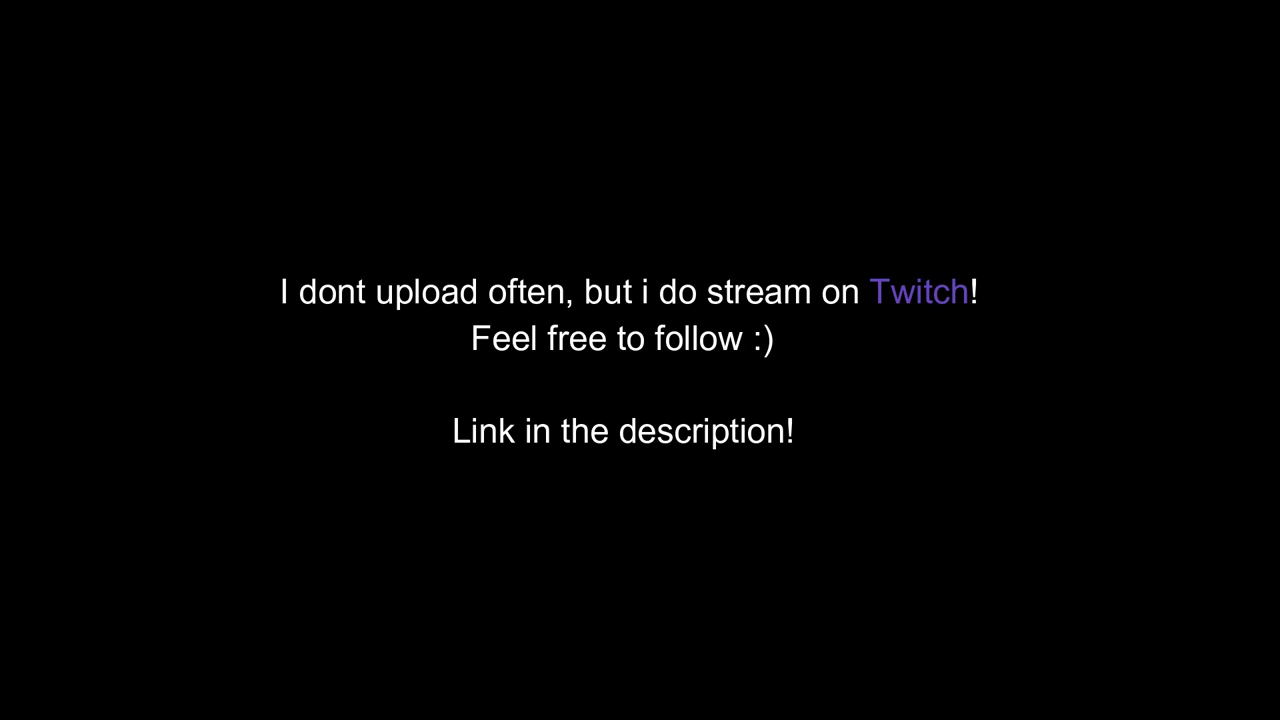 I dont upload often, but i do stream on Twitch!
Feel free to follow :)
Link in the description!